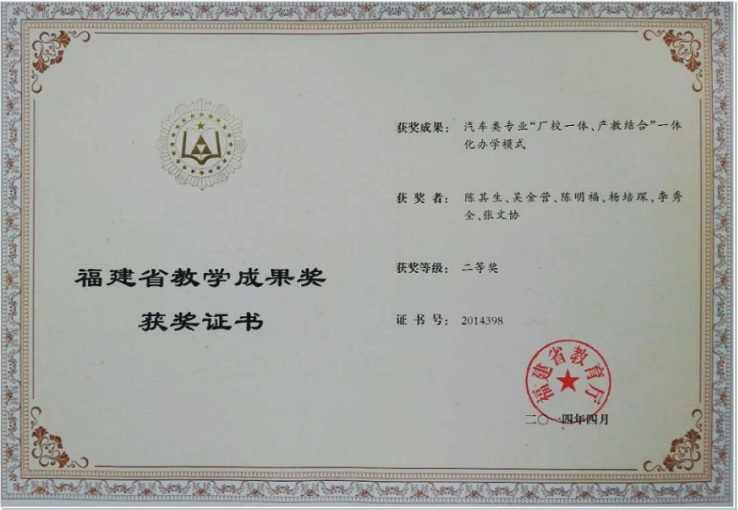 福建省教学成果奖
获奖证书
获奖成果： 汽车类专业“厂校一体、产教结合”一体
化办学模式
获 奖 者： 陈其生、吴金营、陈明福、杨培琛、李秀
全、张文协
获奖等级： 二等奖
证 书 号： 2014398
福建省教育厅
二〇一四年四月